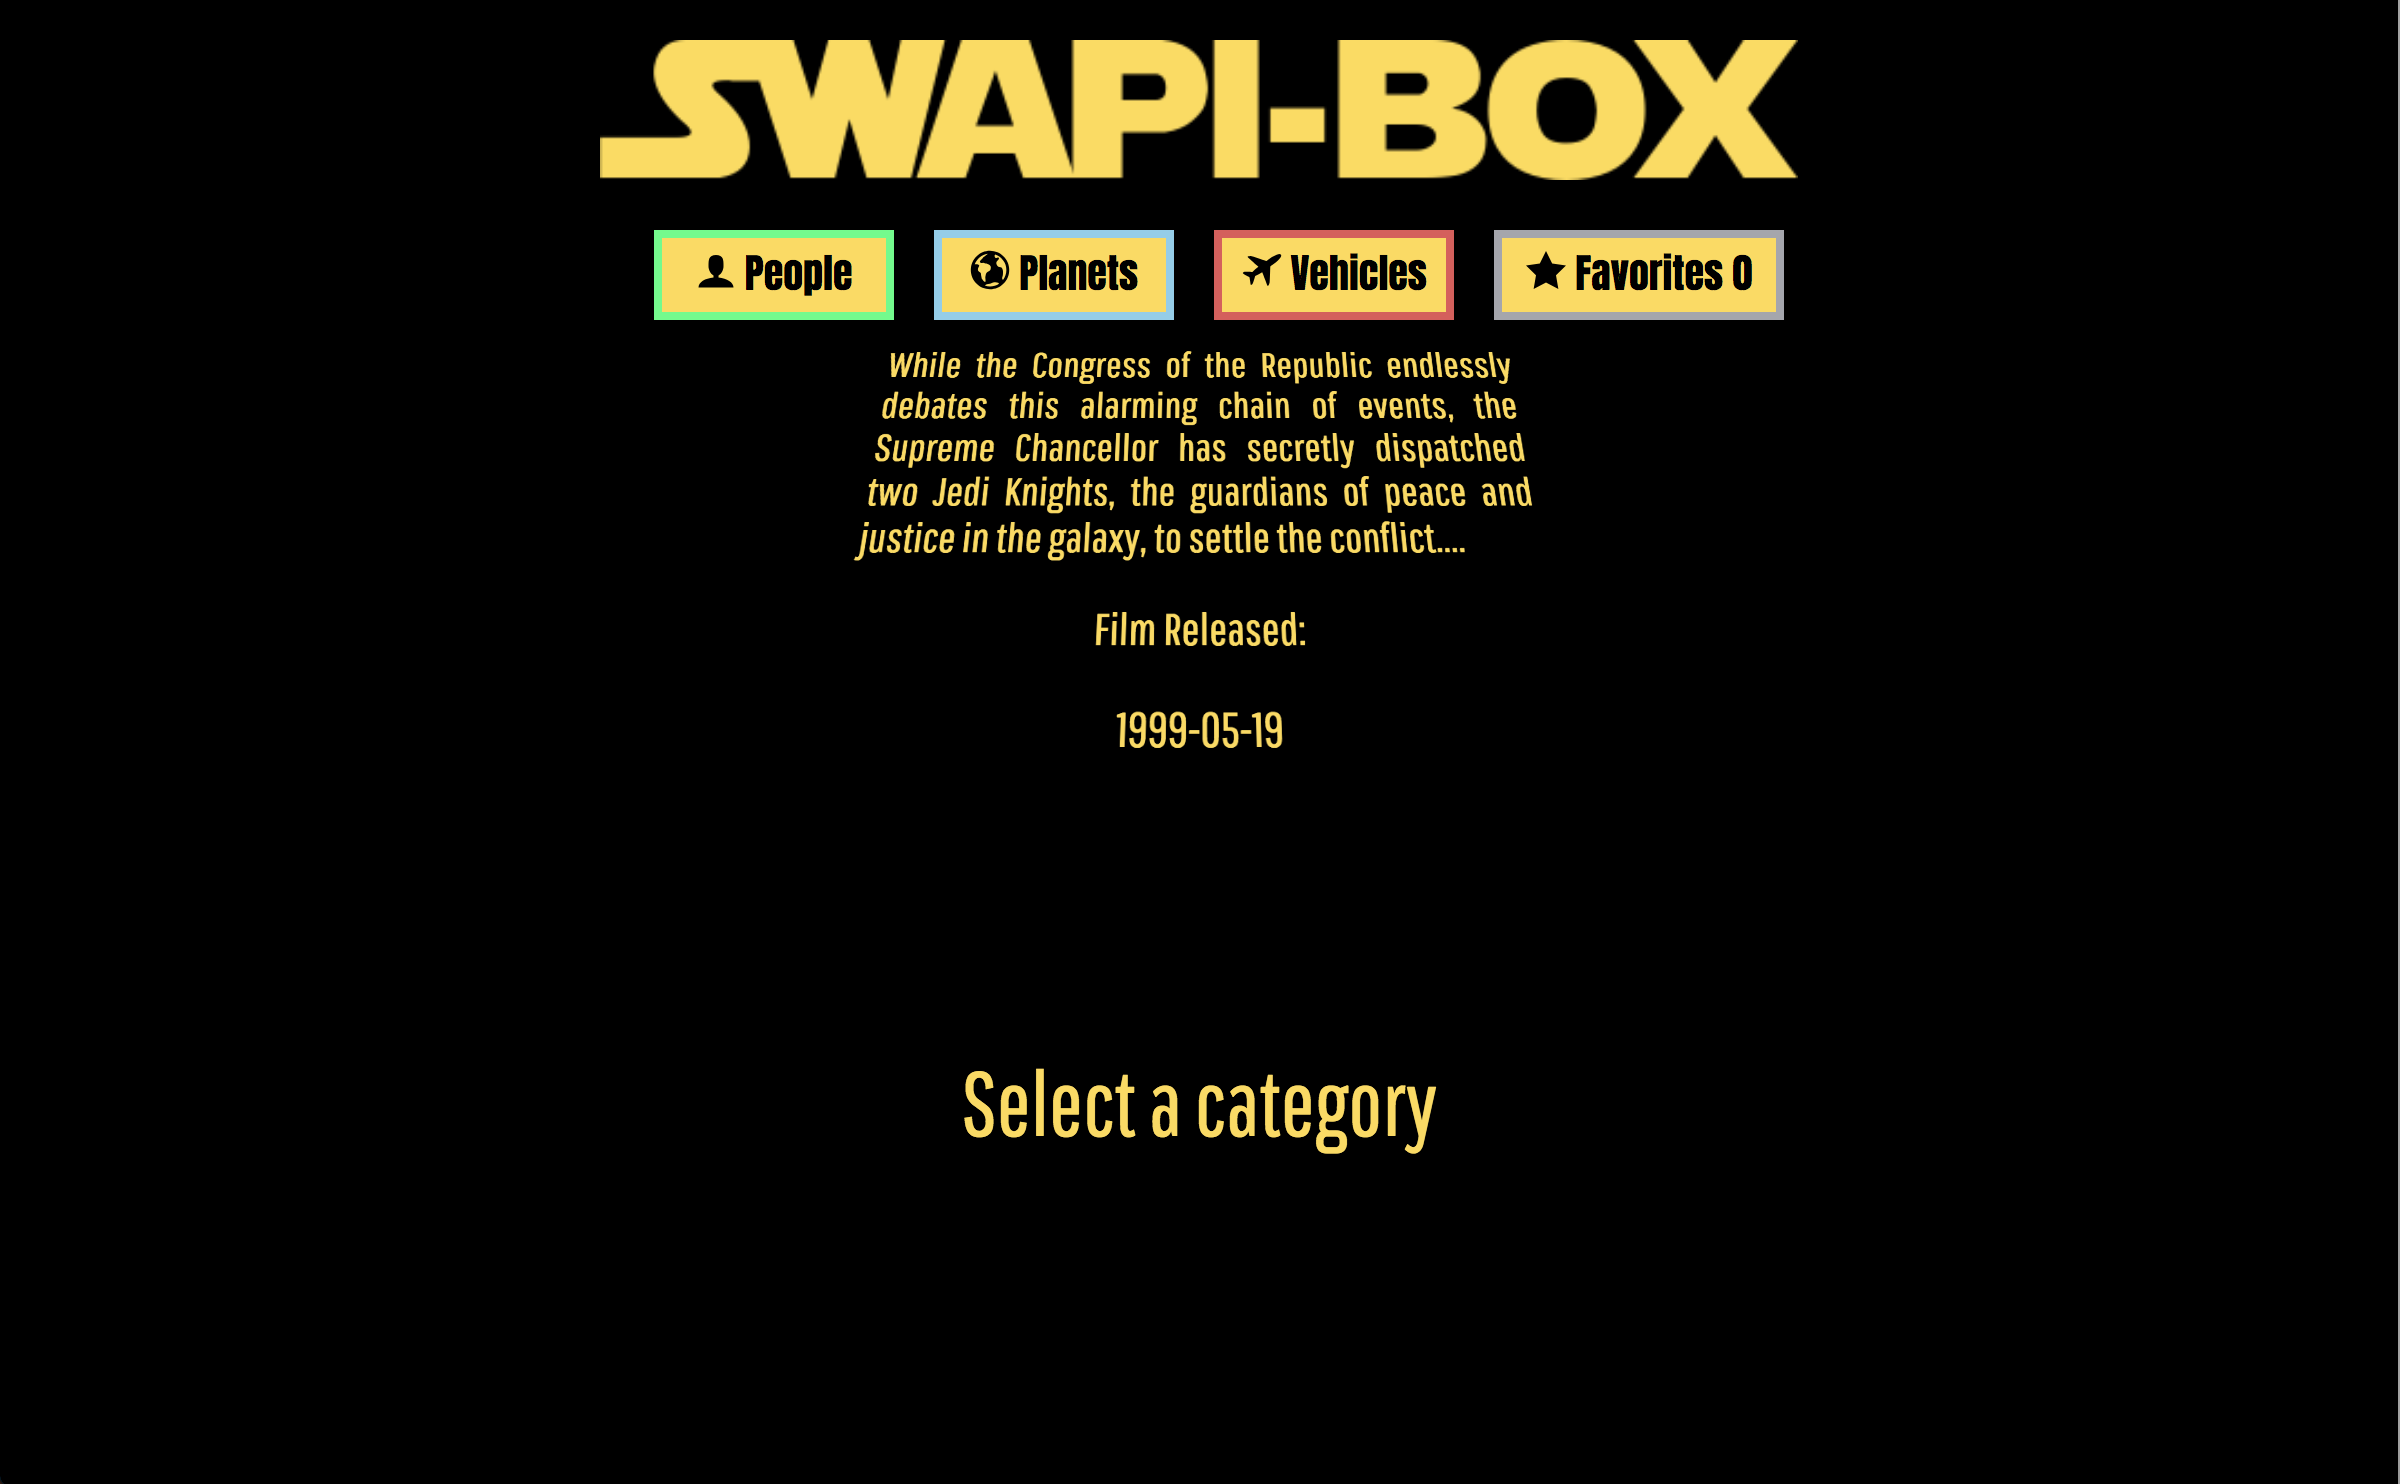 SWAPI-BOX
People
Planets
Vehicles
Favorites 0
While the Congress of the Republic endlessly
debates this alarming chain of events, the
Supreme Chancellor has secretly dispatched
two Jedi Knights, the guardians of peace and
justice in the galaxy, to settle the conflict....
Film Released:
1999-05-19
Select a category